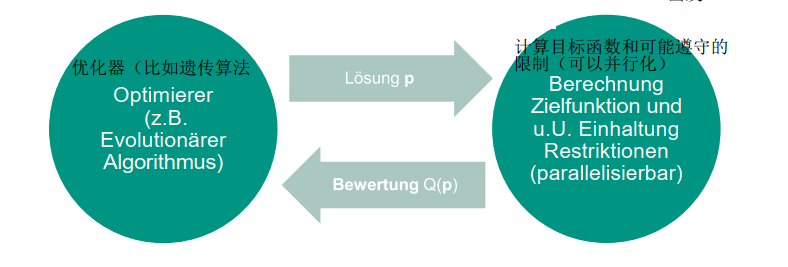 优化器（比如遗传算法
Optimierer
(z.B.
Evolutionärer
Algorithmus)
Lösung p
Bewertung Q(p)
计算目标函数和可能遵守的
限制（可以并行化）
Berechnung
Zielfunktion und
u.U. Einhaltung
Restriktionen
(parallelisierbar)